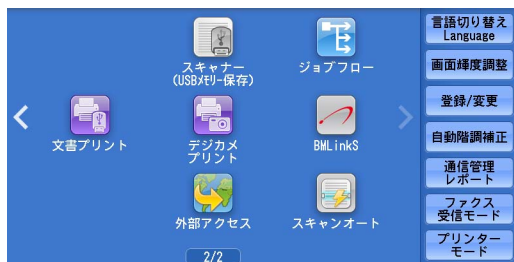 スキャナー
(USBﾒﾓﾘｰ保存)
ジョブフロー
文書プリント
デジカメ
プリント
BMLinkS
外部アクセス
スキャンオート
2/2
言語切り替え
Language
画面輝度調整
登録/変更
自動階調補正
通信管理
レポート
ファクス
受信モード
プリンター
モード